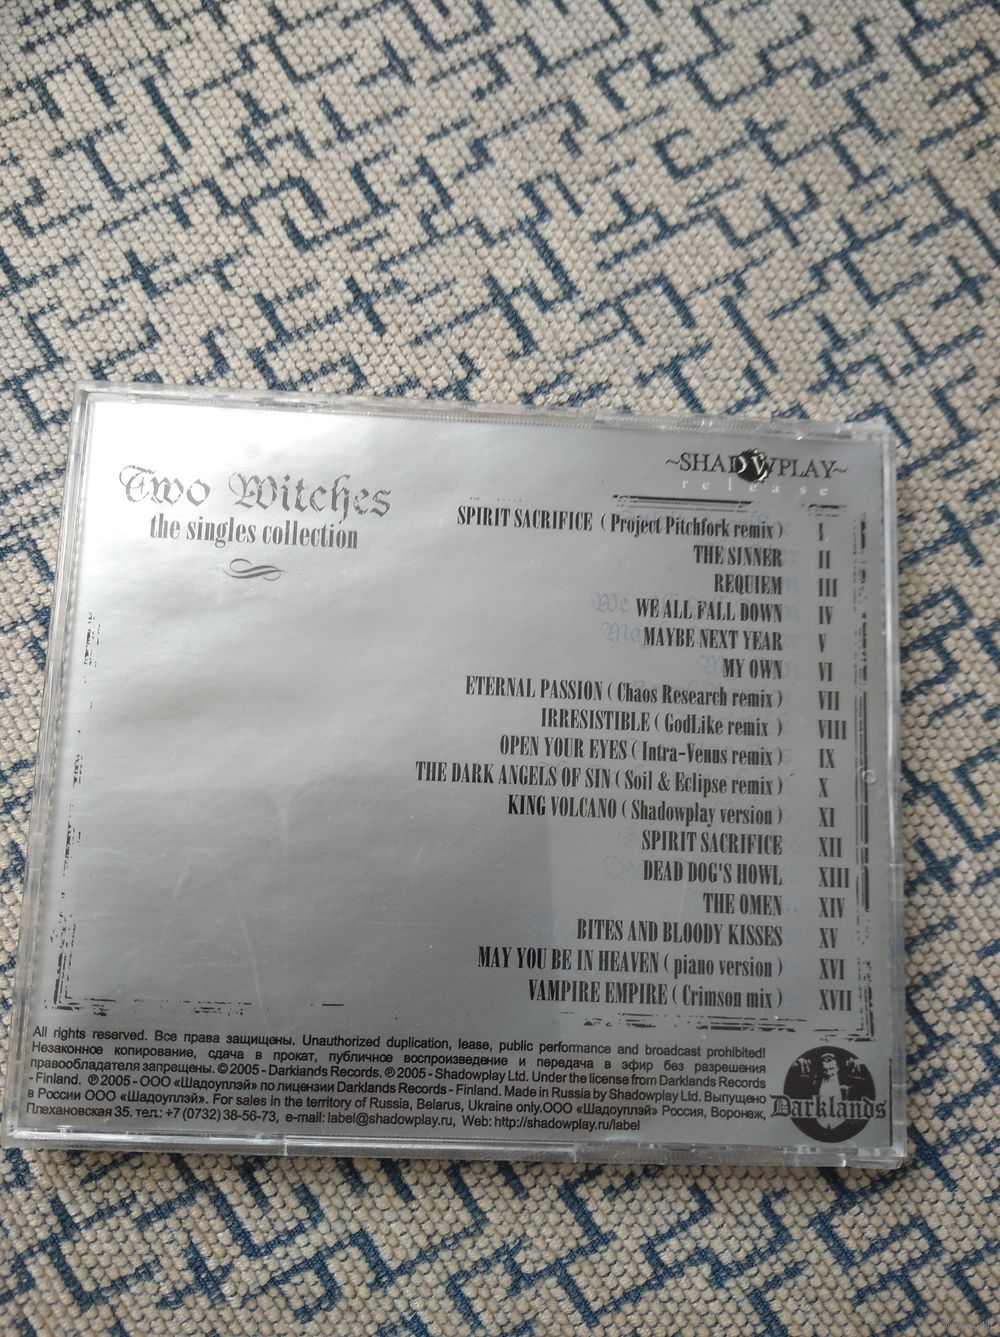 Two Witches
the singles collection
~SHADOWPLAY~
release
SPIRIT SACRIFICE ( Project Pitchfork remix ) I
THE SINNER II
REQUIEM III
WE ALL FALL DOWN IV
MAYBE NEXT YEAR V
MY OWN VI
ETERNAL PASSION ( Chaos Research remix ) VII
IRRESISTIBLE ( GodLike remix ) VIII
OPEN YOUR EYES ( Intra-Venus remix ) IX
THE DARK ANGELS OF SIN ( Soil & Eclipse remix ) X
KING VOLCANO ( Shadowplay version ) XI
SPIRIT SACRIFICE XII
DEAD DOG'S HOWL XIII
THE OMEN XIV
BITES AND BLOODY KISSES XV
MAY YOU BE IN HEAVEN ( piano version ) XVI
VAMPIRE EMPIRE ( Crimson mix ) XVII
All rights reserved. Все права защищены. Unauthorized duplication, lease, public performance and broadcast prohibited!
Незаконное копирование, сдача в прокат, публичное воспроизведение и передача в эфир без разрешения
правообладателя запрещены. © 2005 - Darklands Records. ℗ 2005 - Shadowplay Ltd. Under the license from Darklands Records
- Finland. ℗ 2005 - ООО «Шадоуплэй» по лицензии Darklands Records - Finland. Made in Russia by Shadowplay Ltd. Выпущено
в России ООО «Шадоуплэй». For sales in the territory of Russia, Belarus, Ukraine only.ООО «Шадоуплэй» Россия, Воронеж,
Плехановская 35. тел.: +7 (0732) 38-56-73, e-mail: label@shadowplay.ru, Web: http://shadowplay.ru/label
Darklands